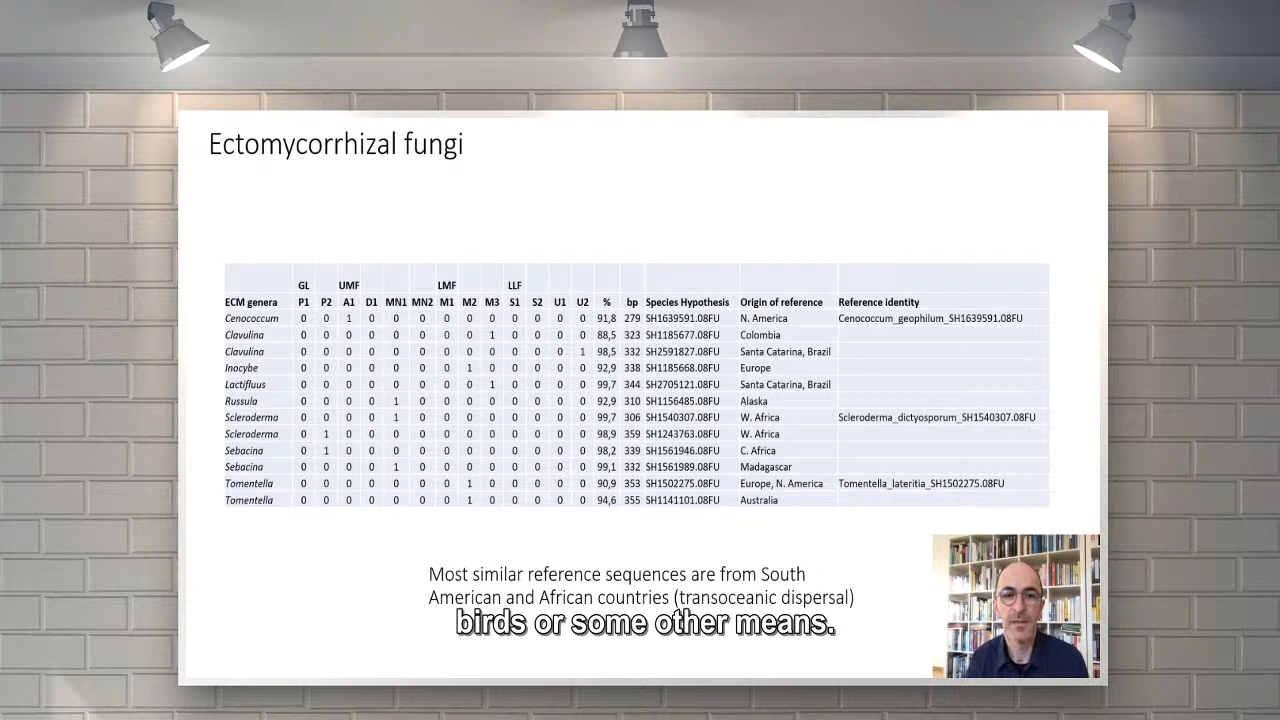 Ectomycorrhizal fungi
GL UMF LMF LLF
ECM genera P1 P2 A1 D1 MN1 MN2 M1 M2 M3 S1 S2 U1 U2 % bp Species Hypothesis Origin of reference Reference identity
Cenococcum 0 0 1 0 0 0 0 0 0 0 0 0 0 91,8 279 SH1639591.08FU N. America Cenococcum_geophilum_SH1639591.08FU
Clavulina 0 0 0 0 0 0 0 0 1 0 0 0 0 88,5 323 SH1185677.08FU Colombia
Clavulina 0 0 0 0 0 0 0 0 0 0 0 0 1 98,5 332 SH2591827.08FU Santa Catarina, Brazil
Inocybe 0 0 0 0 0 0 0 1 0 0 0 0 0 92,9 338 SH1185668.08FU Europe
Lactifluus 0 0 0 0 0 0 0 0 1 0 0 0 0 99,7 344 SH2705121.08FU Santa Catarina, Brazil
Russula 0 0 0 0 1 0 0 0 0 0 0 0 0 92,9 310 SH1156485.08FU Alaska
Scleroderma 0 0 0 0 1 0 0 0 0 0 0 0 0 99,7 306 SH1540307.08FU W. Africa Scleroderma_dictyosporum_SH1540307.08FU
Scleroderma 0 1 0 0 0 0 0 0 0 0 0 0 0 98,9 359 SH1243763.08FU W. Africa
Sebacina 0 1 0 0 0 0 0 0 0 0 0 0 0 98,2 339 SH1561946.08FU C. Africa
Sebacina 0 0 0 0 1 0 0 0 0 0 0 0 0 99,1 332 SH1561989.08FU Madagascar
Tomentella 0 0 0 0 0 0 0 1 0 0 0 0 0 90,9 353 SH1502275.08FU Europe, N. America Tomentella_lateritia_SH1502275.08FU
Tomentella 0 0 0 0 0 0 0 1 0 0 0 0 0 94,6 355 SH1141101.08FU Australia
Most similar reference sequences are from South
American and African countries (transoceanic dispersal)
birds or some other means.